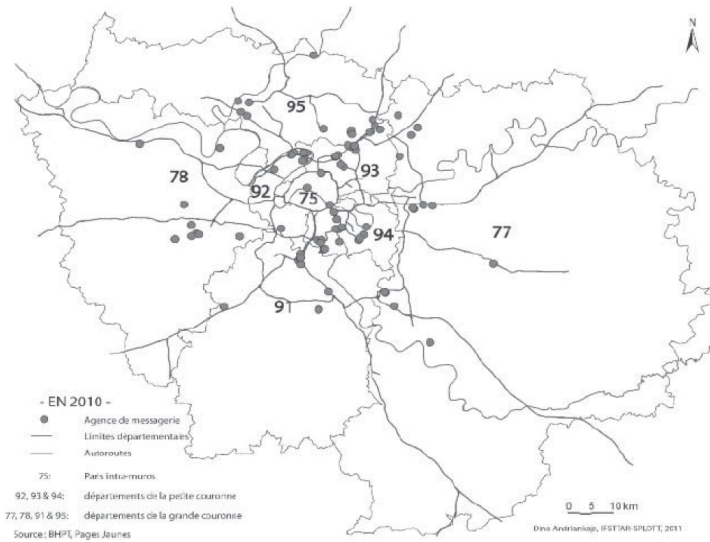 N
95
78
92
93
75
94
77
91
- EN 2010 -
Agence de messagerie
Limites départementales
Autoroutes
75: Paris intra-muros
92, 93 & 94: départements de la petite couronne
77, 78, 91 & 95: départements de la grande couronne
Source: BHPT, Pages Jaunes
0 5 10 km
Dina Andriankaja, IFSTTAR-SPLOTT, 2011